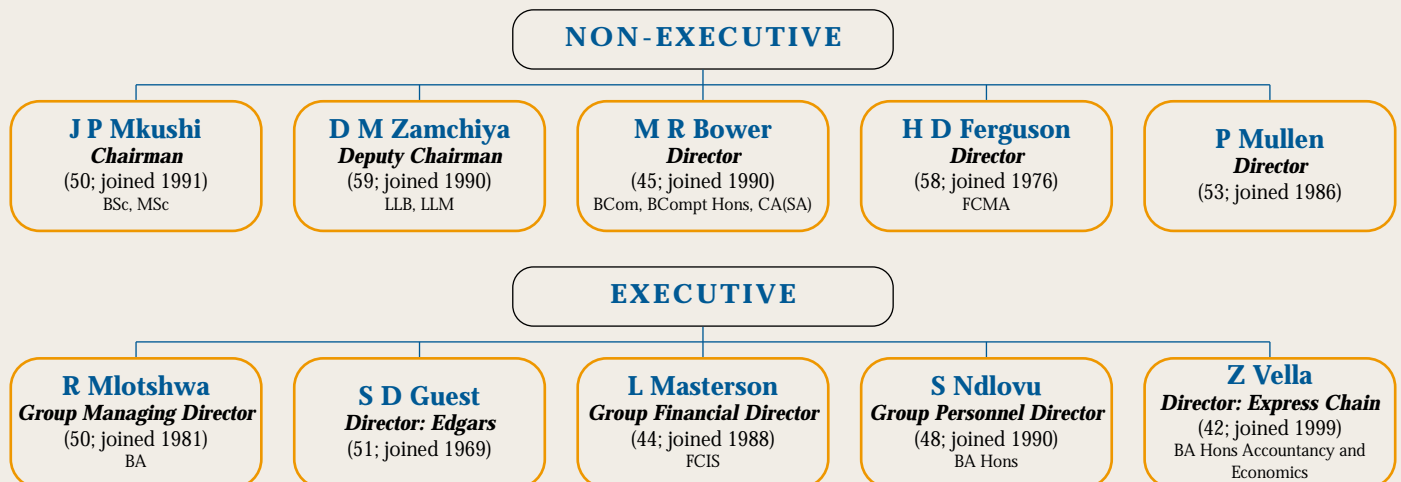 NON-EXECUTIVE
J P Mkushi
Chairman
(50; joined 1991)
BSc, MSc
D M Zamchiya
Deputy Chairman
(59; joined 1990)
LLB, LLM
M R Bower
Director
(45; joined 1990)
BCom, BCompt Hons, CA(SA)
H D Ferguson
Director
(58; joined 1976)
FCMA
P Mullen
Director
(53; joined 1986)
EXECUTIVE
R Mlotshwa
Group Managing Director
(50; joined 1981)
BA
S D Guest
Director: Edgars
(51; joined 1969)
L Masterson
Group Financial Director
(44; joined 1988)
FCIS
S Ndlovu
Group Personnel Director
(48; joined 1990)
BA Hons
Z Vella
Director: Express Chain
(42; joined 1999)
BA Hons Accountancy and
Economics